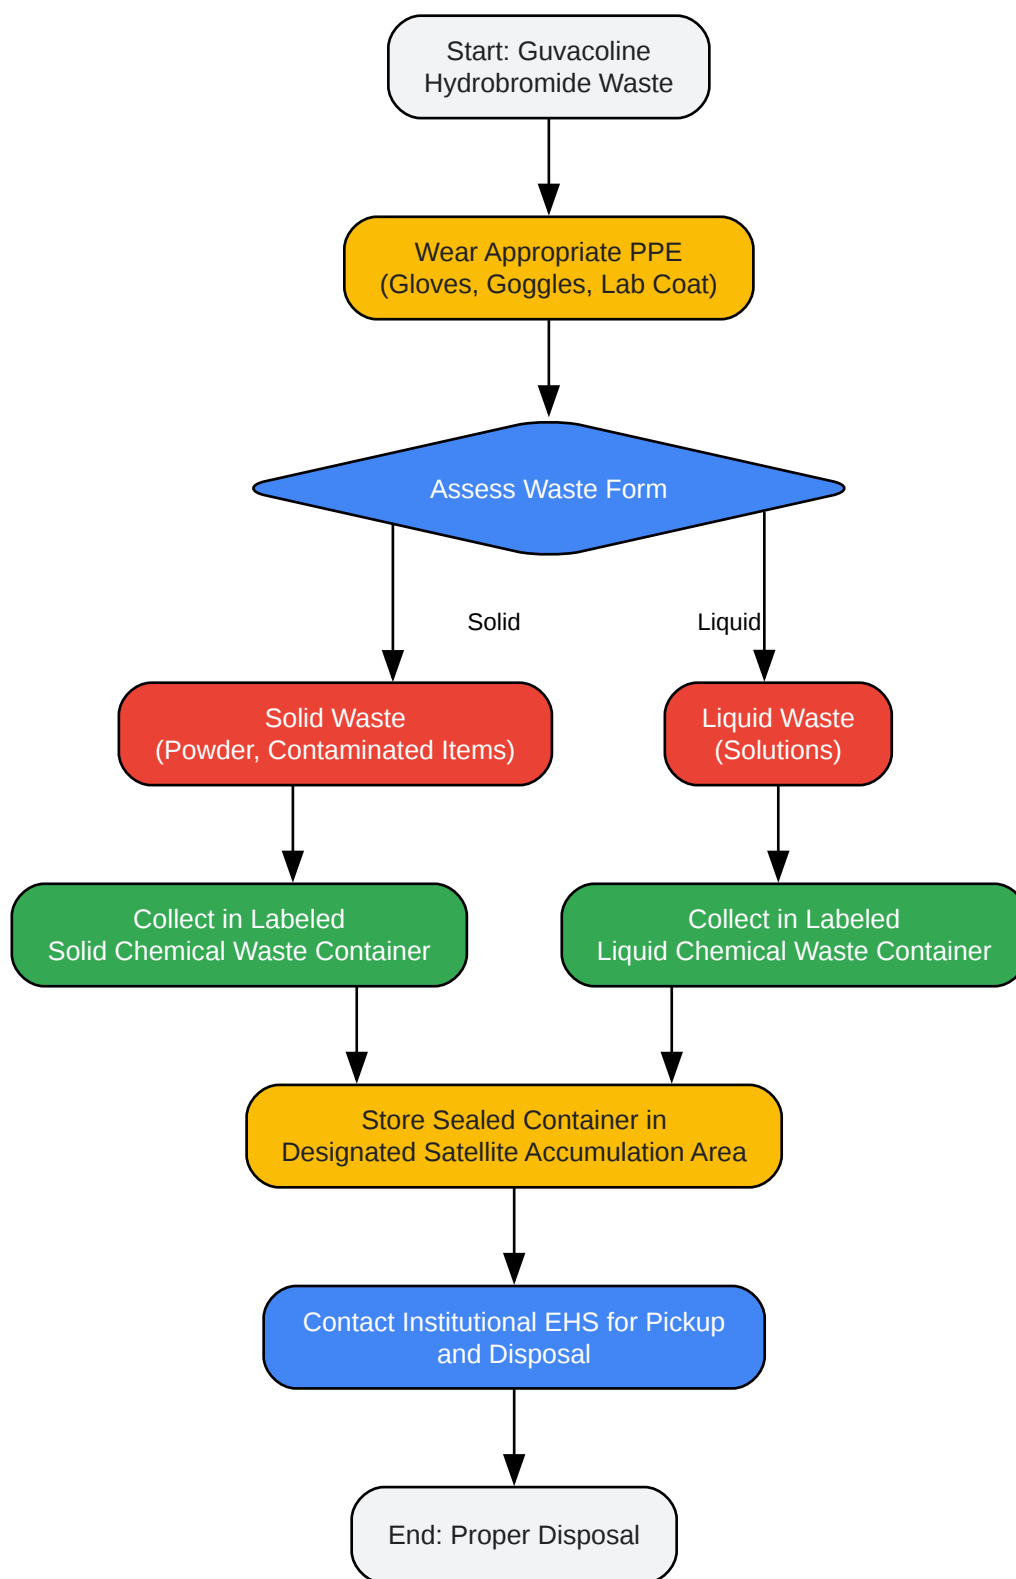 Start: Guvacoline
Hydrobromide Waste
Wear Appropriate PPE
(Gloves, Goggles, Lab Coat)
Assess Waste Form
Solid
Liquid
Solid Waste
(Powder, Contaminated Items)
Liquid Waste
(Solutions)
Collect in Labeled
Solid Chemical Waste Container
Collect in Labeled
Liquid Chemical Waste Container
Store Sealed Container in
Designated Satellite Accumulation Area
Contact Institutional EHS for Pickup
and Disposal
End: Proper Disposal